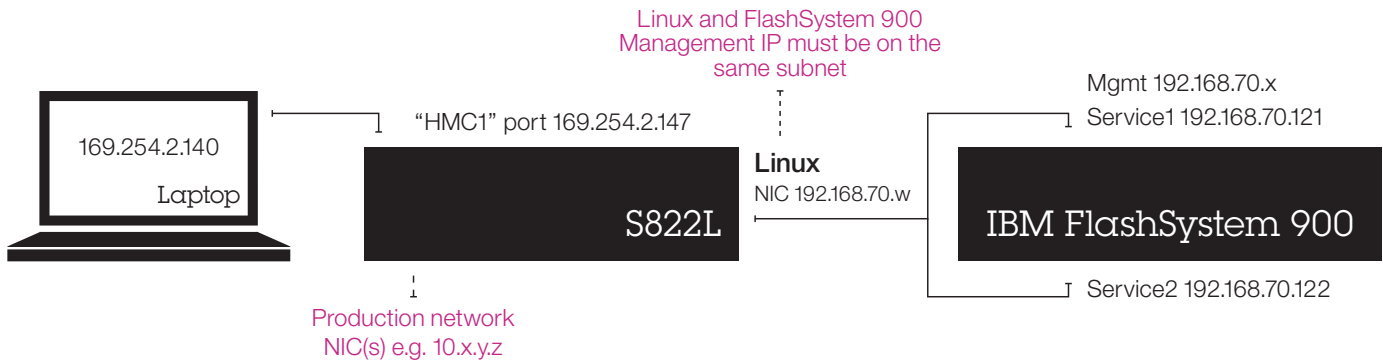 Linux and FlashSystem 900
Management IP must be on the
same subnet
Mgmt 192.168.70.x
Service1 192.168.70.121
“HMC1” port 169.254.2.147
169.254.2.140
Laptop
Linux
NIC 192.168.70.w
S822L
IBM FlashSystem 900
Service2 192.168.70.122
Production network
NIC(s) e.g. 10.x.y.z